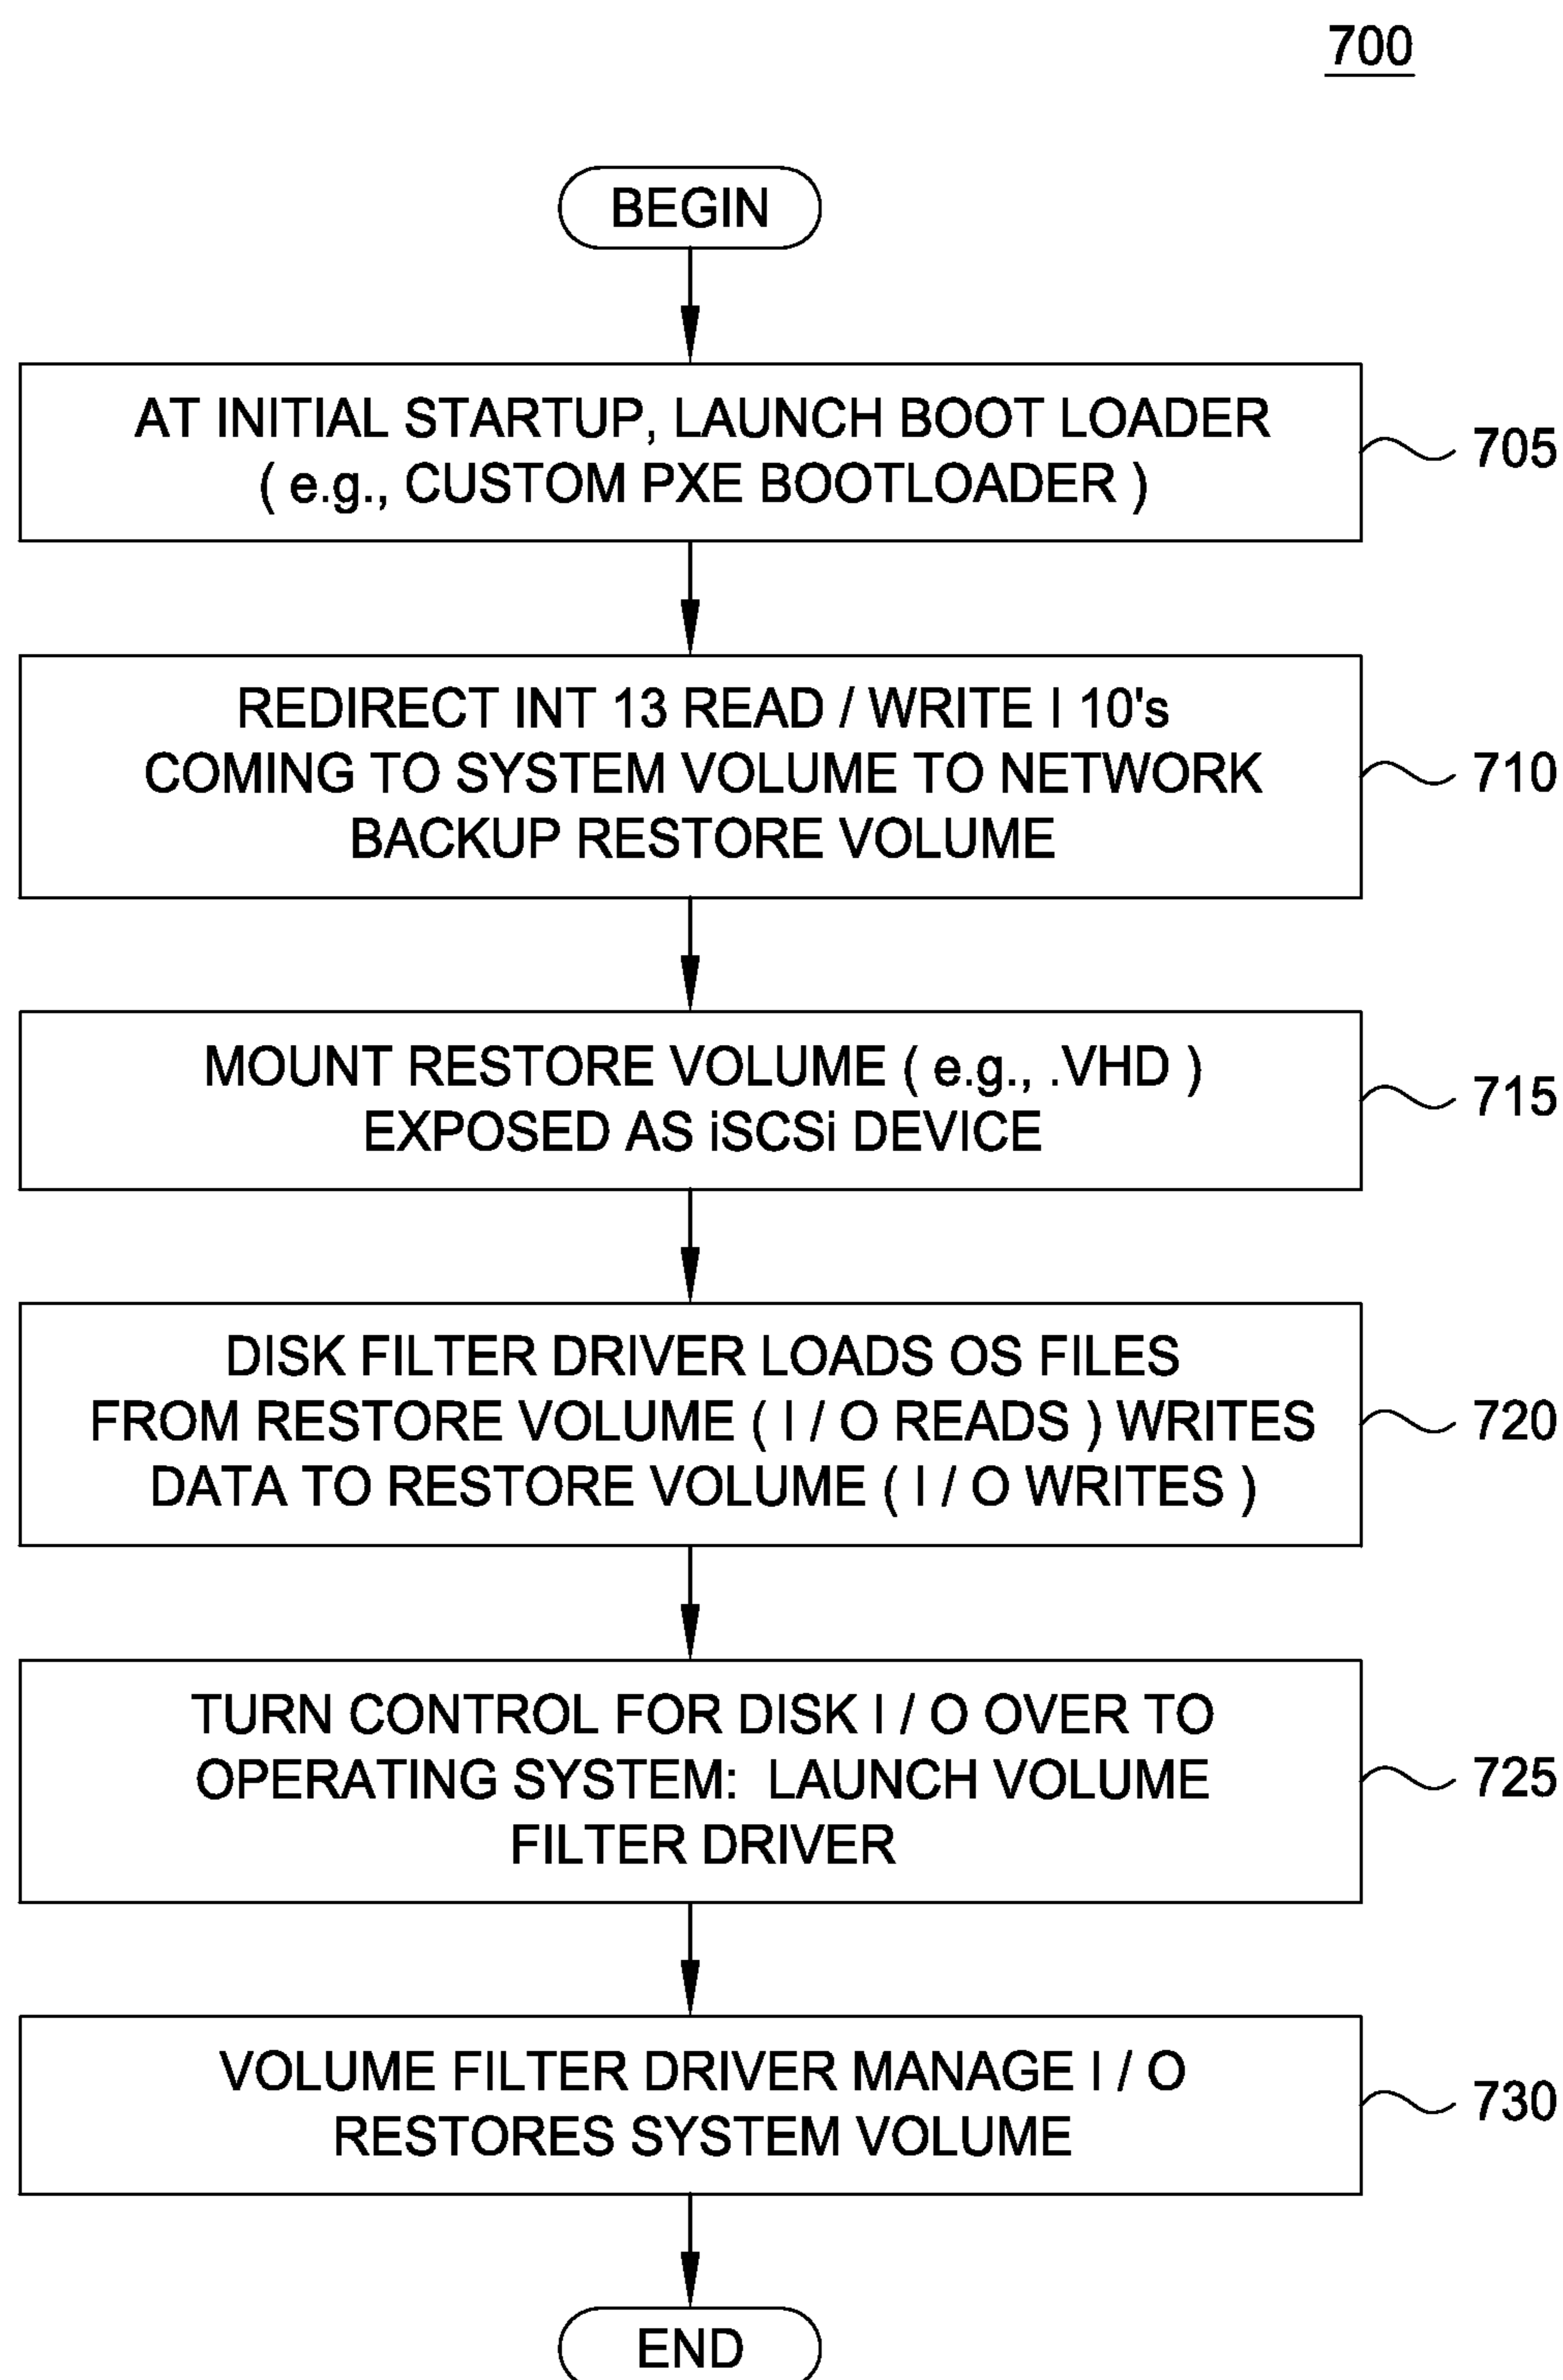 700
BEGIN
AT INITIAL STARTUP, LAUNCH BOOT LOADER
( e.g., CUSTOM PXE BOOTLOADER )
705
REDIRECT INT 13 READ / WRITE I 10's
COMING TO SYSTEM VOLUME TO NETWORK
BACKUP RESTORE VOLUME
710
MOUNT RESTORE VOLUME ( e.g., .VHD )
EXPOSED AS iSCSi DEVICE
715
DISK FILTER DRIVER LOADS OS FILES
FROM RESTORE VOLUME ( I / O READS ) WRITES
DATA TO RESTORE VOLUME ( I / O WRITES )
720
TURN CONTROL FOR DISK I / O OVER TO
OPERATING SYSTEM: LAUNCH VOLUME
FILTER DRIVER
725
VOLUME FILTER DRIVER MANAGE I / O
RESTORES SYSTEM VOLUME
730
END